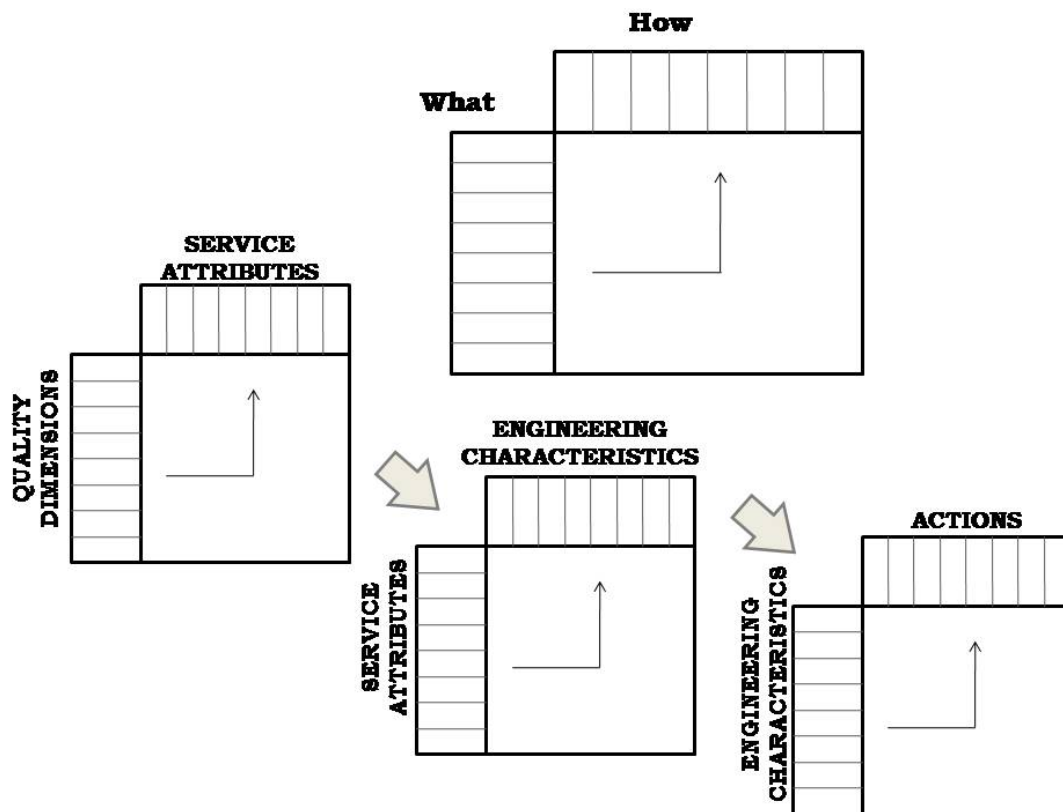 How
What
SERVICE
ATTRIBUTES
QUALITY
DIMENSIONS
ENGINEERING
CHARACTERISTICS
SERVICE
ATTRIBUTES
ACTIONS
ENGINEERING
CHARACTERISTICS